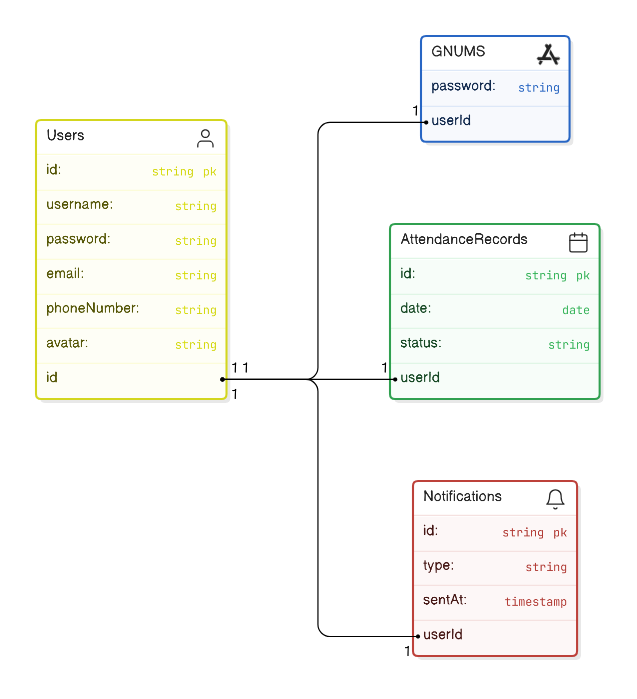 Users
id: string pk
username: string
password: string
email: string
phoneNumber: string
avatar: string
id
1 1
1
GNUMS
password: string
1
userId
AttendanceRecords
id: string pk
date: date
status: string
1
userId
Notifications
id: string pk
type: string
sentAt: timestamp
userId
1